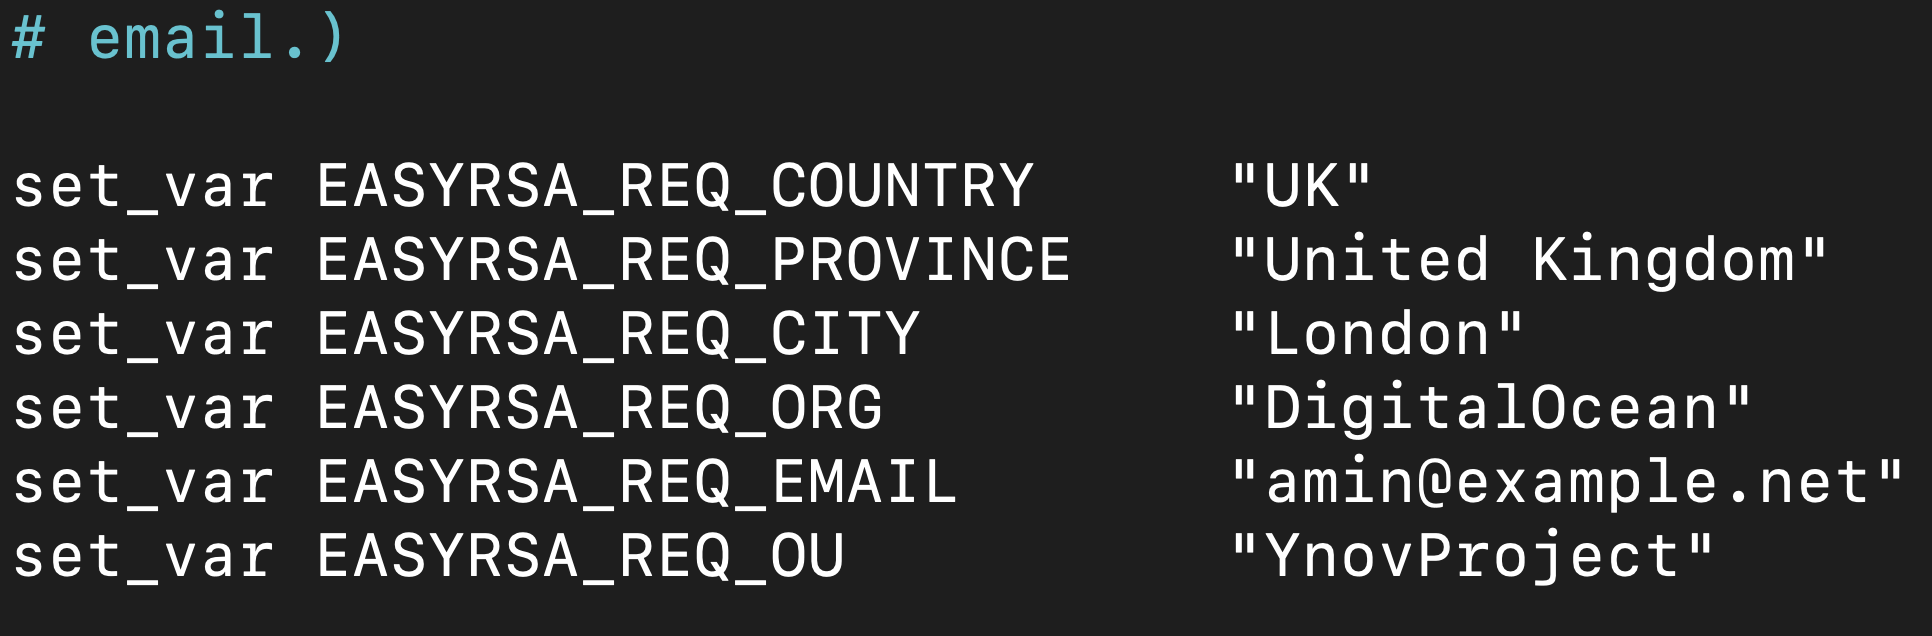 # email.)
set_var EASYRSA_REQ_COUNTRY "UK"
set_var EASYRSA_REQ_PROVINCE "United Kingdom"
set_var EASYRSA_REQ_CITY "London"
set_var EASYRSA_REQ_ORG "DigitalOcean"
set_var EASYRSA_REQ_EMAIL "amin@example.net"
set_var EASYRSA_REQ_OU "YnovProject"